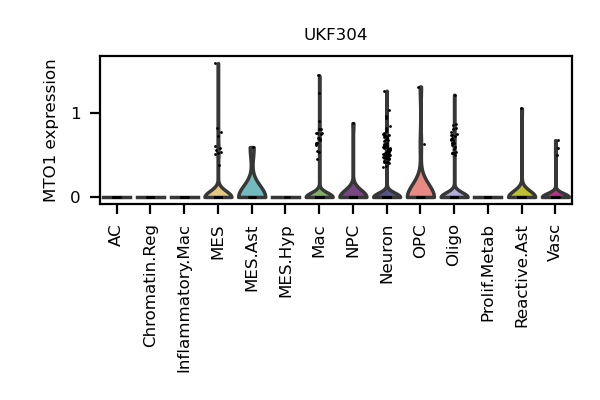 UKF304
MTO1 expression
1
0
AC
Chromatin.Reg
Inflammatory.Mac
MES
MES.Ast
MES.Hyp
Mac
NPC
Neuron
OPC
Oligo
Prolif.Metab
Reactive.Ast
Vasc